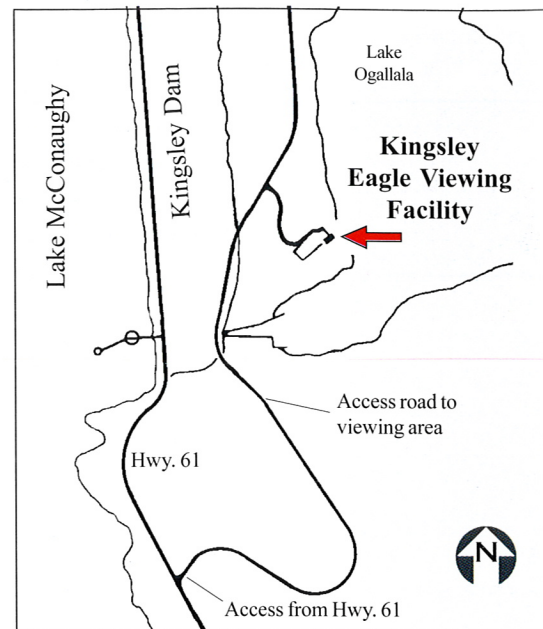 Lake
Ogallala
Lake McConaughy
Kingsley Dam
Kingsley
Eagle Viewing
Facility
Access road to
viewing area
Hwy. 61
N
Access from Hwy. 61